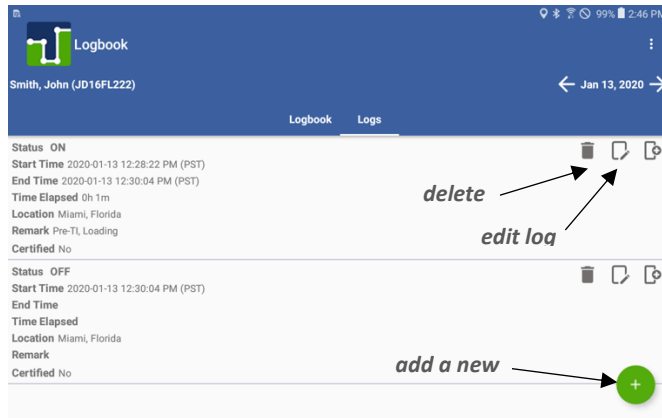 99% 2:46 PM
Logbook
Smith, John (JD16FL222)
Jan 13, 2020
Logbook Logs
Status ON
Start Time 2020-01-13 12:28:22 PM (PST)
End Time 2020-01-13 12:30:04 PM (PST)
Time Elapsed 0h 1m
Location Miami, Florida
Remark Pre-TI, Loading
Certified No
delete
edit log
Status OFF
Start Time 2020-01-13 12:30:04 PM (PST)
End Time
Time Elapsed
Location Miami, Florida
Remark
Certified No
add a new
+